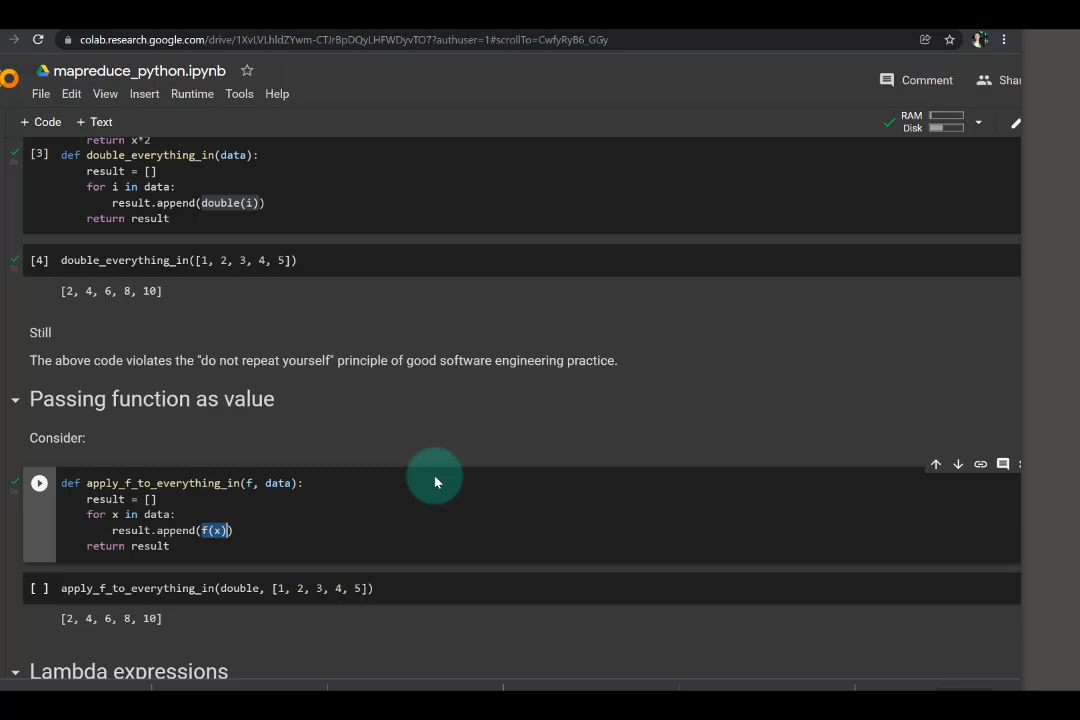 colab.research.google.com/drive/1XvLVLhldZYwm-CTJrBpDQyLHFWDyvTO7?authuser=1#scrollTo=CwfyRyB6_GGy
mapreduce_python.ipynb
Comment
Shar
File Edit View Insert Runtime Tools Help
+ Code + Text
RAM
Disk
return x*2
[3] def double_everything_in(data):
result = []
for i in data:
result.append(double(i))
return result
[4] double_everything_in([1, 2, 3, 4, 5])
[2, 4, 6, 8, 10]
Still
The above code violates the "do not repeat yourself" principle of good software engineering practice.
Passing function as value
Consider:
def apply_f_to_everything_in(f, data):
result = []
for x in data:
result.append(f(x))
return result
[ ] apply_f_to_everything_in(double, [1, 2, 3, 4, 5])
[2, 4, 6, 8, 10]
Lambda expressions